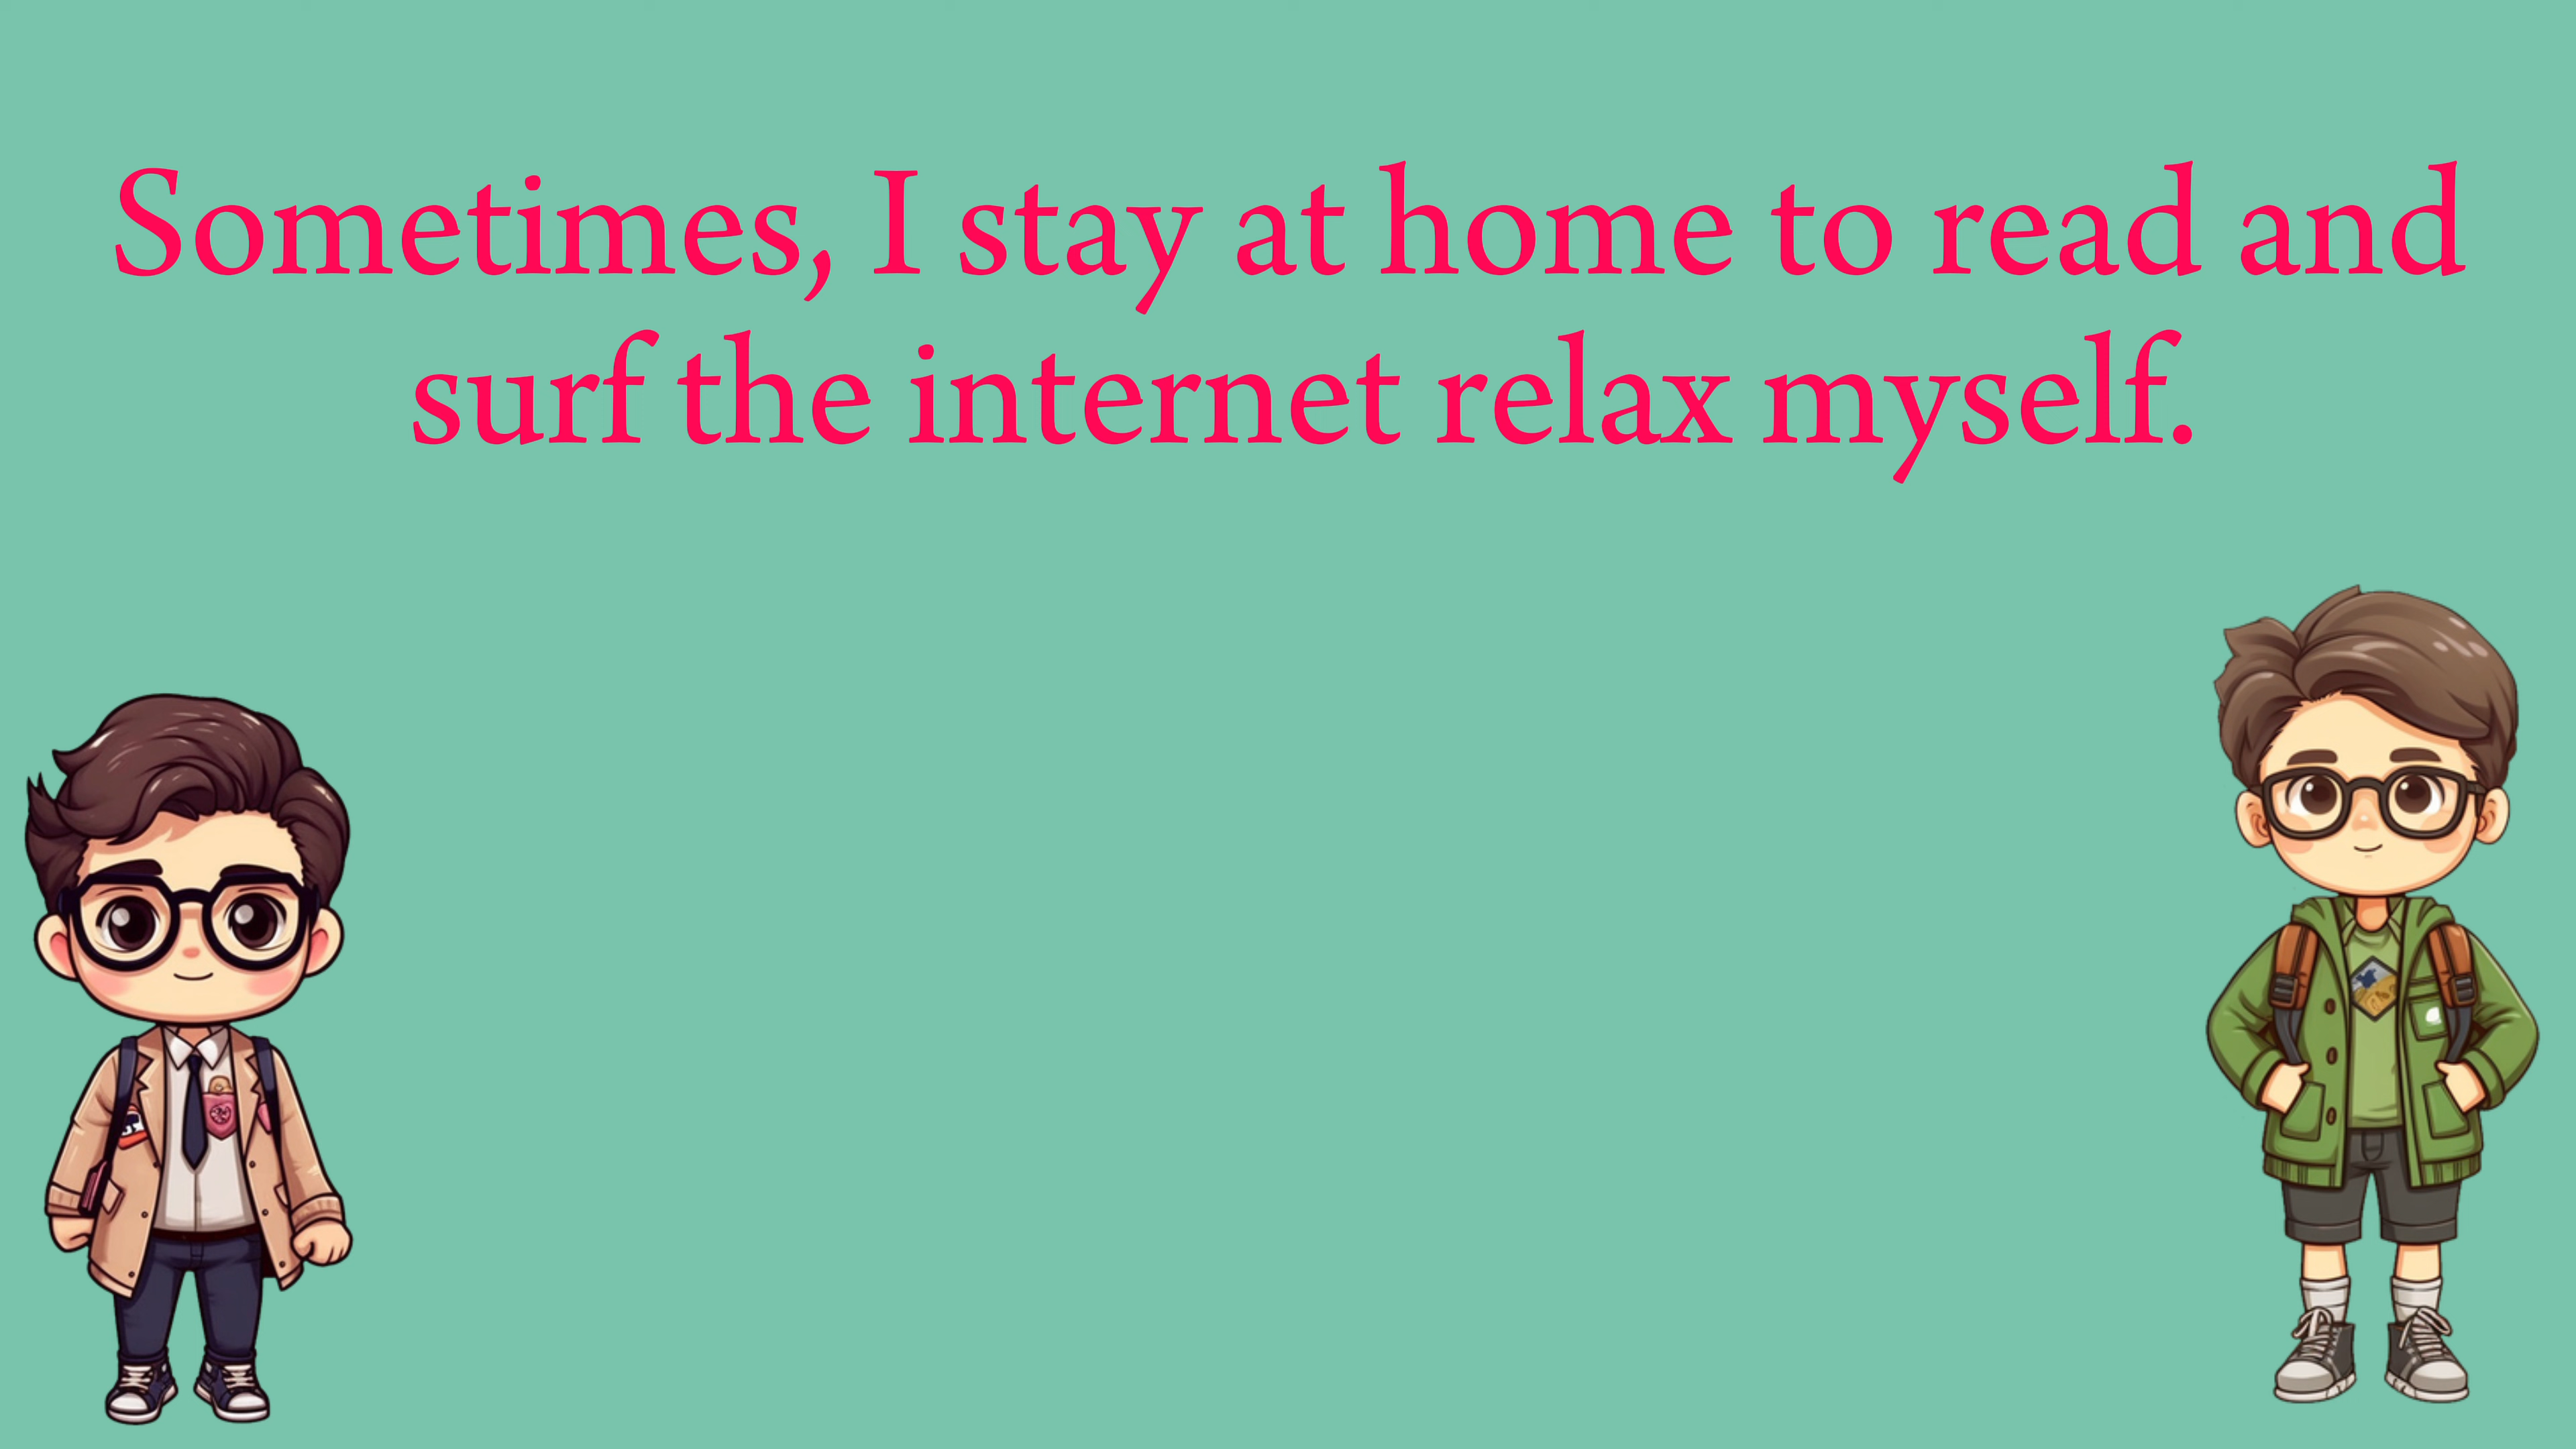 Sometimes, I stay at home to read and
surf the internet relax myself.